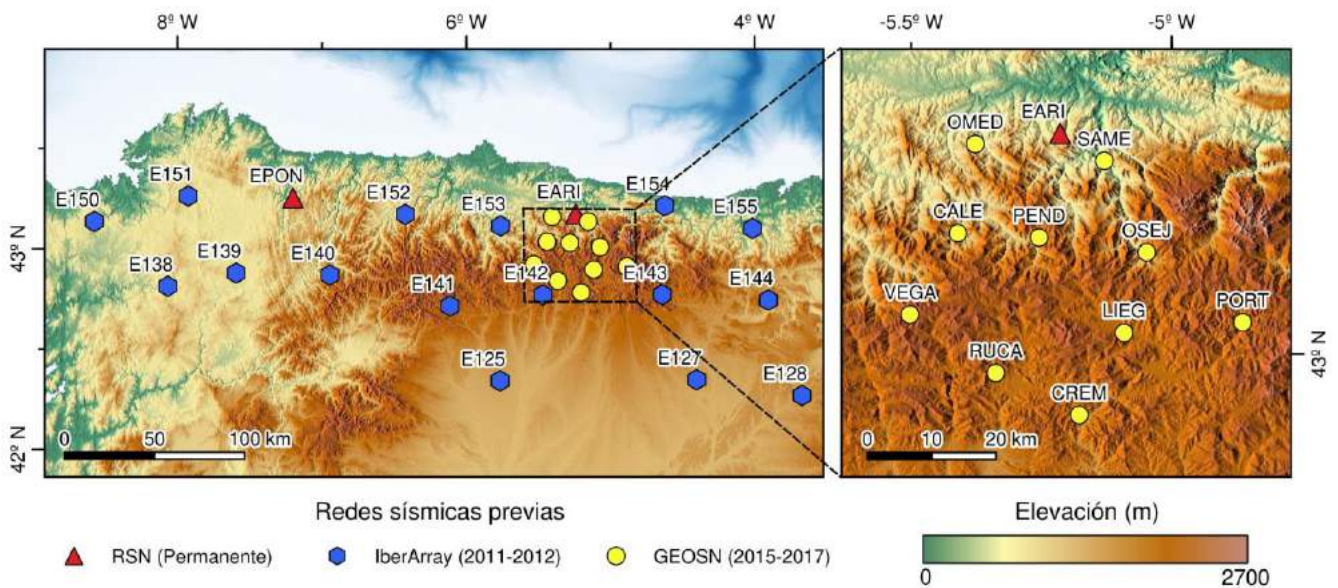 8º W 6º W 4º W
-5.5º W -5º W
E150 E151 EPON E152 E153 EARI E154 E155
43º N
E138 E139 E140 E141 E142 E143 E144
E125 E127 E128
42º N
0 50 100 km
OMED EARI SAME
CALE PEND OSEJ
VEGA LIEG PORT
43º N
RUCA CREM
0 10 20 km
Redes sísmicas previas
RSN (Permanente) IberArray (2011-2012) GEOSN (2015-2017)
Elevación (m)
0 2700